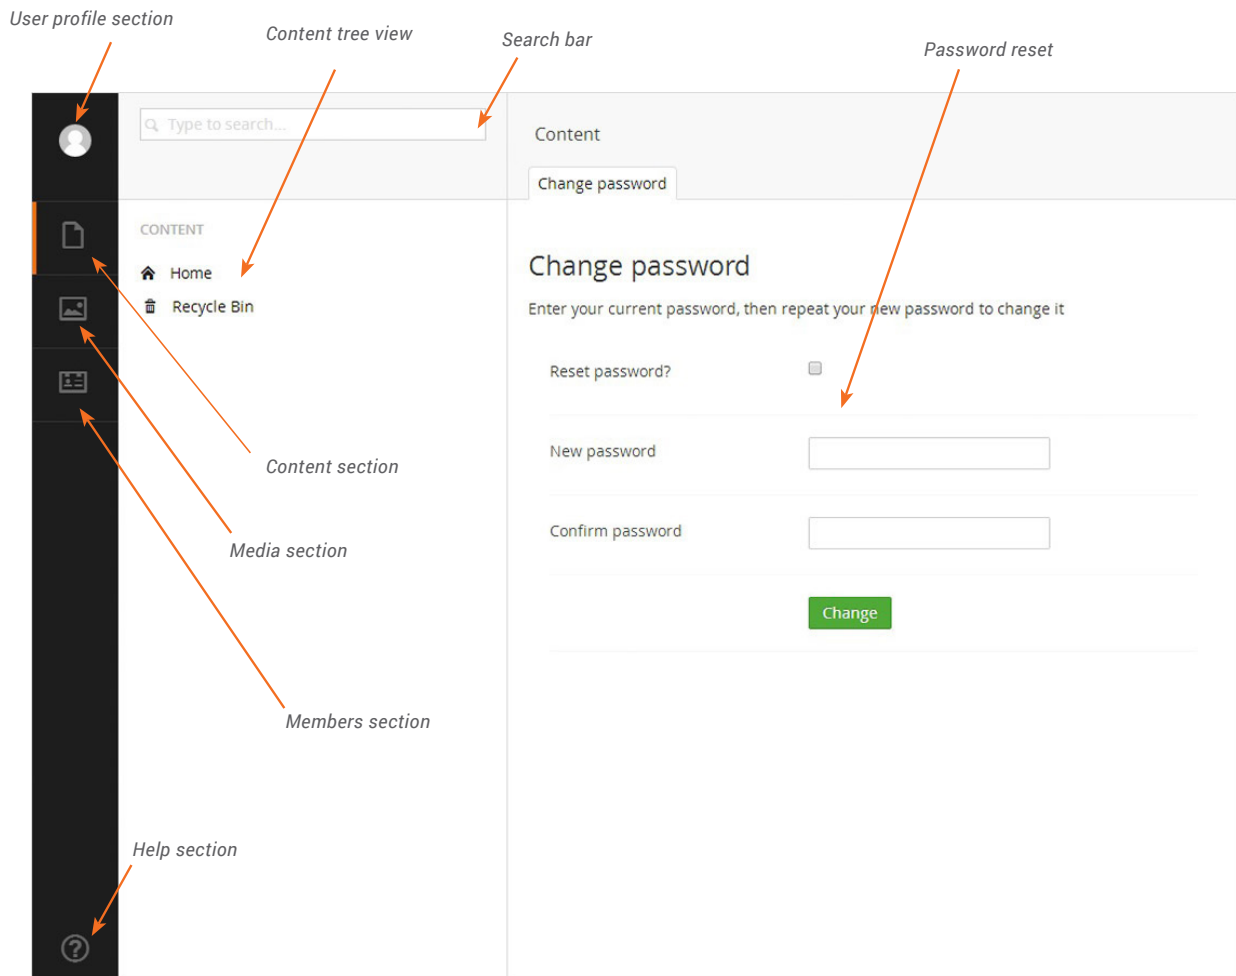 User profile section
Content tree view
Search bar
Password reset
Type to search...
Content
Change password
CONTENT
Home
Recycle Bin
Change password
Enter your current password, then repeat your new password to change it
Reset password?
New password
Confirm password
Change
Content section
Media section
Members section
Help section
?